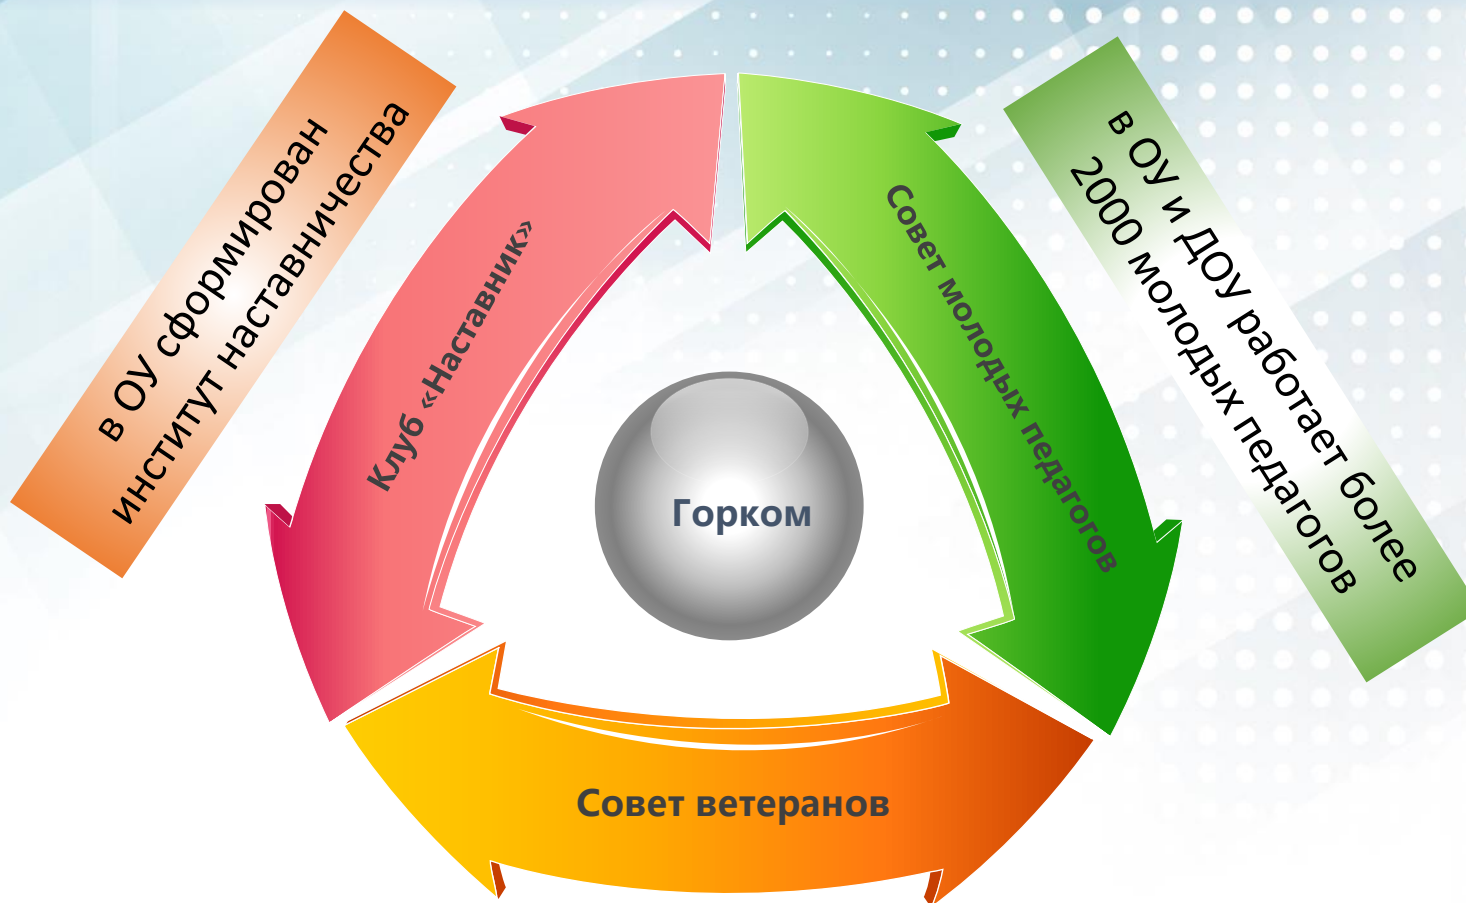 в ОУ сформирован
институт наставничества
Клуб «Наставник»
Совет молодых педагогов
в ОУ и ДОУ работает более
2000 молодых педагогов
Горком
Совет ветеранов